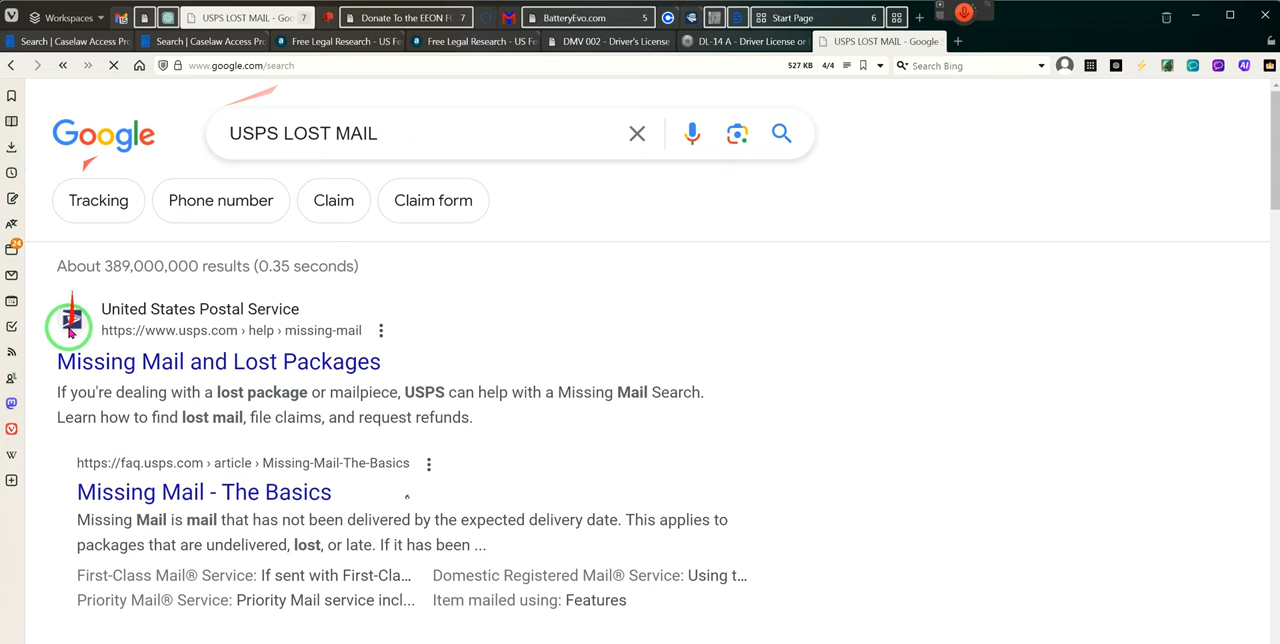 Workspaces
USPS LOST MAIL - Goo 7
Donate To the EEON F 7
BatteryEvo.com 5
Start Page 6
Search | Caselaw Access Pr
Search | Caselaw Access Pro
Free Legal Research - US Fe
Free Legal Research - US Fe
DMV 002 - Driver's License
DL-14 A - Driver License or
USPS LOST MAIL - Google
www.google.com/search
527 KB 4/4
Search Bing
AI
Google
USPS LOST MAIL
Tracking
Phone number
Claim
Claim form
About 389,000,000 results (0.35 seconds)
24
United States Postal Service
https://www.usps.com › help › missing-mail
Missing Mail and Lost Packages
If you're dealing with a lost package or mailpiece, USPS can help with a Missing Mail Search.
Learn how to find lost mail, file claims, and request refunds.
https://faq.usps.com › article › Missing-Mail-The-Basics
Missing Mail - The Basics
Missing Mail is mail that has not been delivered by the expected delivery date. This applies to
packages that are undelivered, lost, or late. If it has been ...
First-Class Mail® Service: If sent with First-Cla... Domestic Registered Mail® Service: Using t...
Priority Mail® Service: Priority Mail service incl... Item mailed using: Features